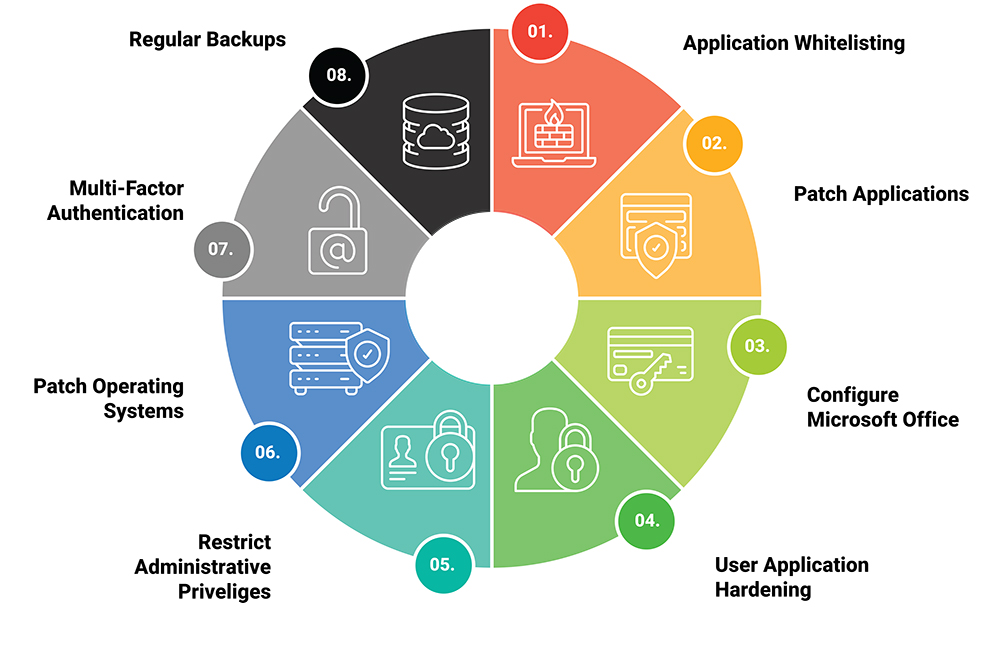 01.
Application Whitelisting
02.
Patch Applications
03.
Configure
Microsoft Office
04.
User Application
Hardening
05.
Restrict
Administrative
Priveliges
06.
Patch Operating
Systems
07.
Multi-Factor
Authentication
08.
Regular Backups
@